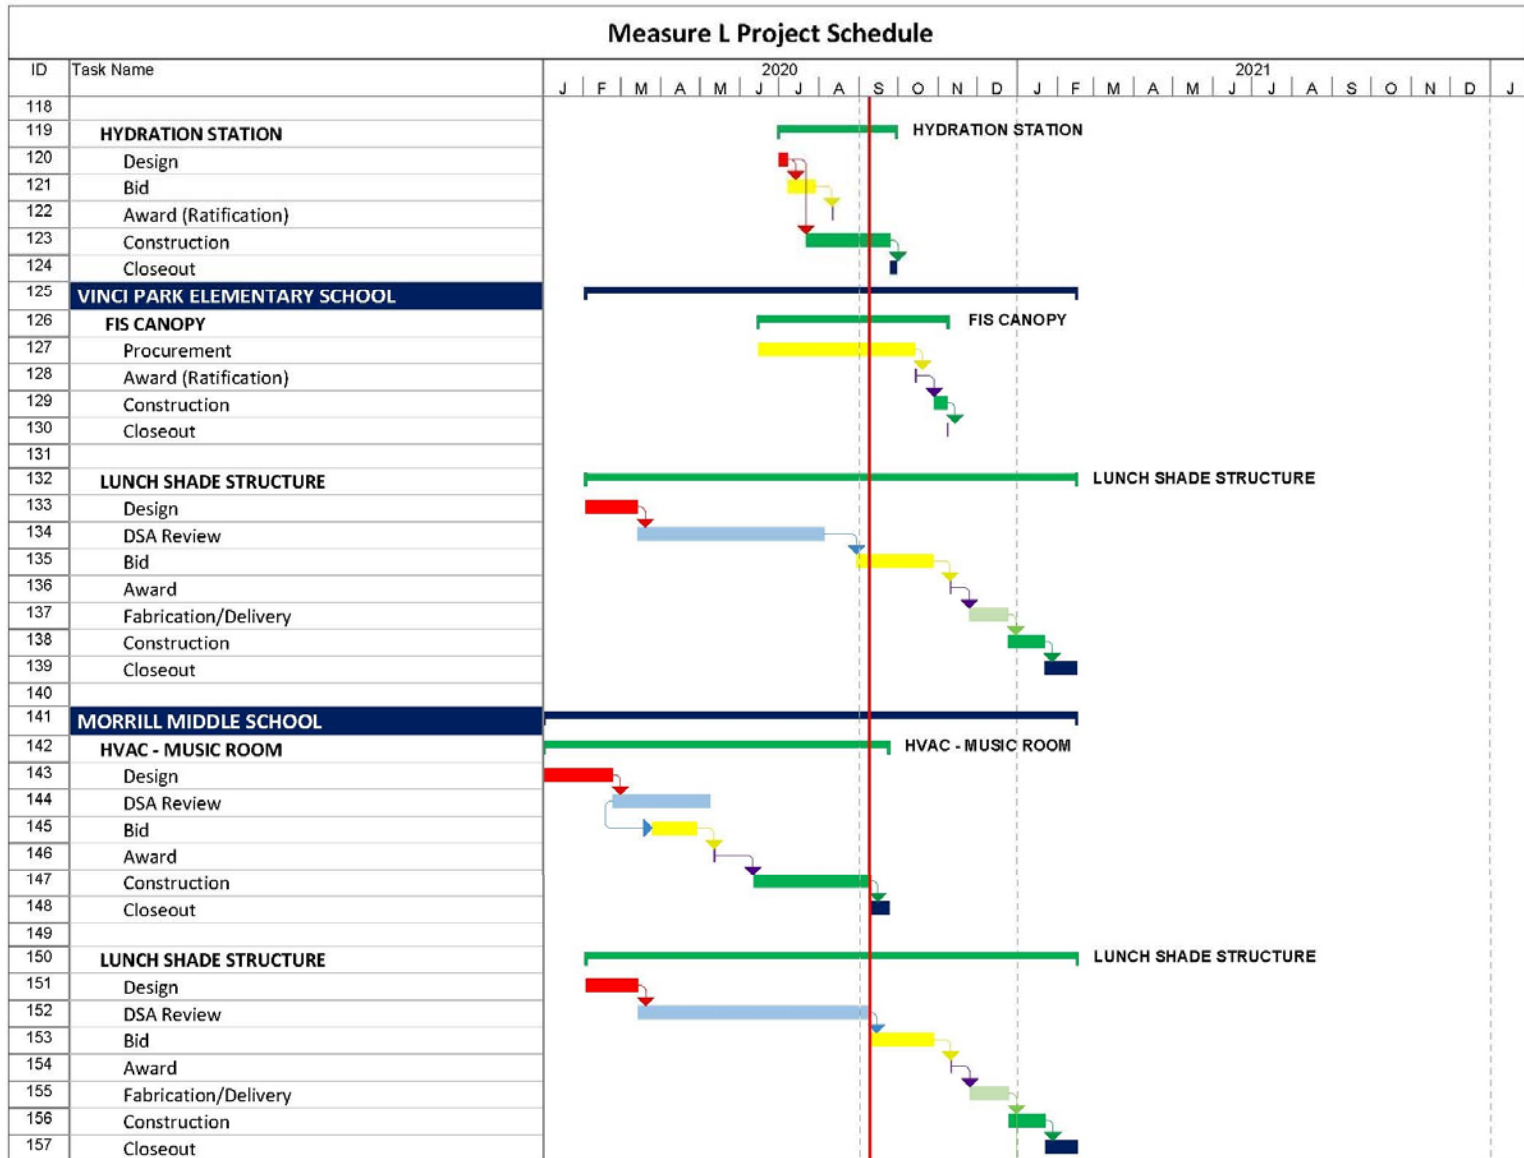 Measure L Project Schedule
ID Task Name 2020 2021
J F M A M J J A S O N D J F M A M J J A S O N D J
118
119 HYDRATION STATION HYDRATION STATION
120 Design
121 Bid
122 Award (Ratification)
123 Construction
124 Closeout
125 VINCI PARK ELEMENTARY SCHOOL
126 FIS CANOPY FIS CANOPY
127 Procurement
128 Award (Ratification)
129 Construction
130 Closeout
131
132 LUNCH SHADE STRUCTURE LUNCH SHADE STRUCTURE
133 Design
134 DSA Review
135 Bid
136 Award
137 Fabrication/Delivery
138 Construction
139 Closeout
140
141 MORRILL MIDDLE SCHOOL
142 HVAC - MUSIC ROOM HVAC - MUSIC ROOM
143 Design
144 DSA Review
145 Bid
146 Award
147 Construction
148 Closeout
149
150 LUNCH SHADE STRUCTURE LUNCH SHADE STRUCTURE
151 Design
152 DSA Review
153 Bid
154 Award
155 Fabrication/Delivery
156 Construction
157 Closeout